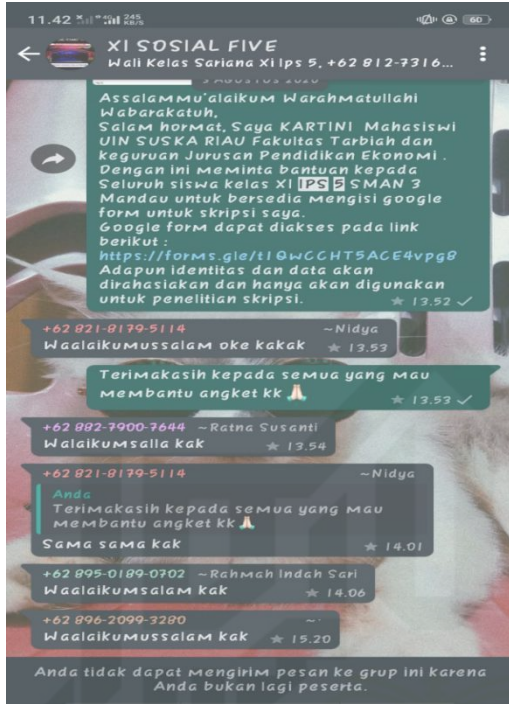 11.42 245 KB/S 60
XI SOSIAL FIVE
Wali Kelas Sariana Xi Ips 5, +62 812-7316...
Assalammu'alaikum Warahmatullahi
Wabarakatuh,
Salam hormat, Saya KARTINI Mahasiswi
UIN SUSKA RIAU Fakultas Tarbiah dan
keguruan Jurusan Pendidikan Ekonomi .
Dengan ini meminta bantuan kepada
Seluruh siswa kelas XI IPS 5 SMAN 3
Mandau untuk bersedia mengisi google
form untuk skripsi saya.
Google form dapat diakses pada link
berikut :
https://forms.gle/t1QwCCHT5ACE4vpg8
Adapun identitas dan data akan
dirahasiakan dan hanya akan digunakan
untuk penelitian skripsi. 13.52
+62 821-8179-5114 ~Nidya
Waalaikumussalam oke kakak 13.53
Terimakasih kepada semua yang mau
membantu angket kk 🙏🏻 13.53
+62 882-7900-7644 ~Ratna Susanti
Walaikumsalla kak 13.54
+62 821-8179-5114 ~Nidya
Anda
Terimakasih kepada semua yang mau
membantu angket kk🙏🏻
Sama sama kak 14.01
+62 895-0189-0702 ~Rahmah Indah Sari
Waalaikumsalam kak 14.06
+62 896-2099-3280 ~.
Waalaikumussalam kak 15.20
Anda tidak dapat mengirim pesan ke grup ini karena
Anda bukan lagi peserta.